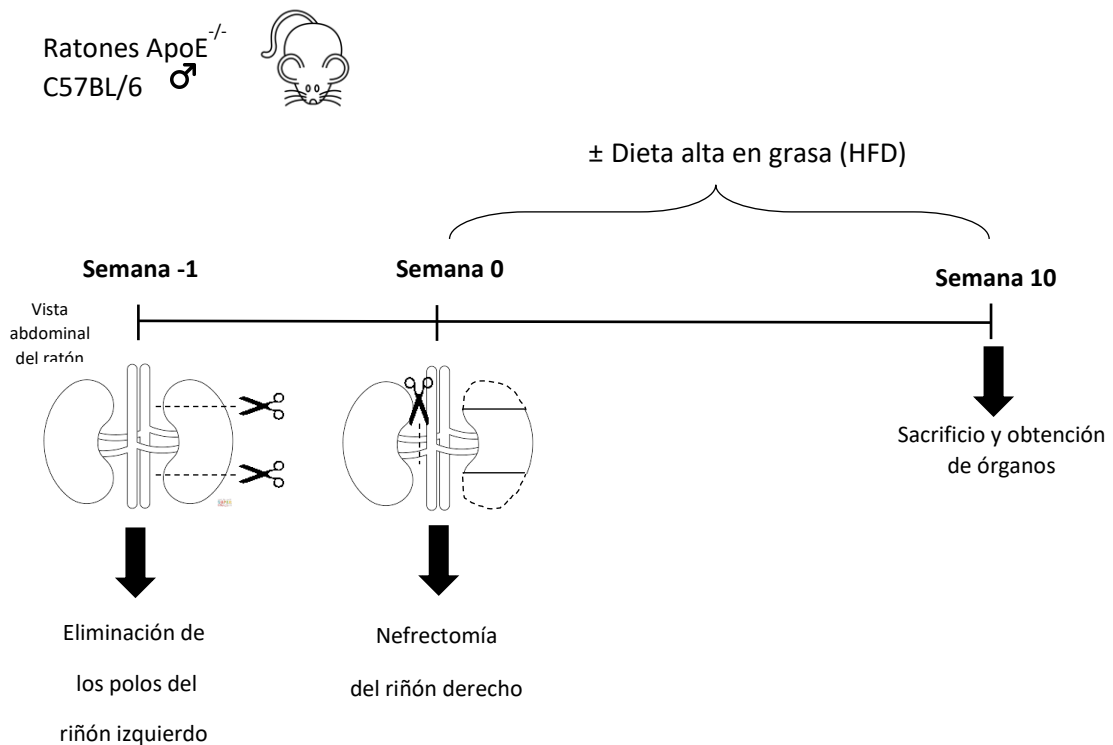 Ratones ApoE-/-
C57BL/6 ♂
± Dieta alta en grasa (HFD)
Semana -1
Semana 0
Semana 10
Vista
abdominal
del ratón
Sacrificio y obtención
de órganos
Eliminación de
los polos del
riñón izquierdo
Nefrectomía
del riñón derecho